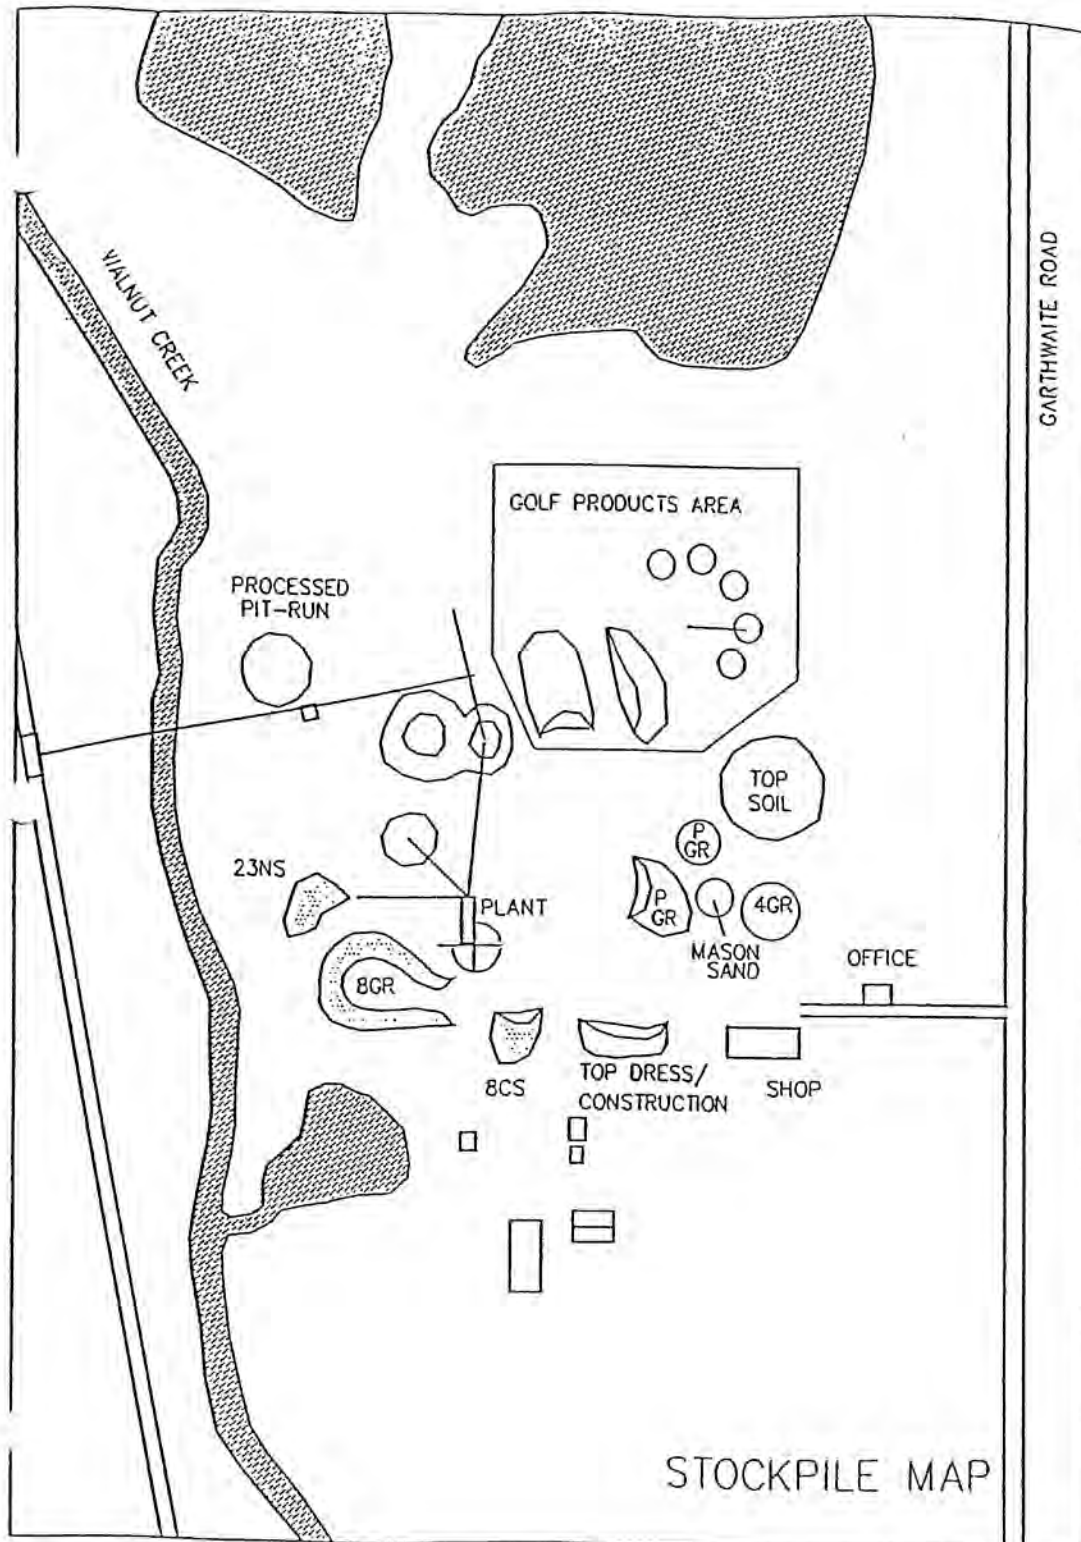 WALNUT CREEK
GARTHWAITE ROAD
GOLF PRODUCTS AREA
PROCESSED
PIT-RUN
TOP
SOIL
P
GR
23NS
PLANT
P
GR
4GR
MASON
SAND
OFFICE
8GR
8CS
TOP DRESS/
CONSTRUCTION
SHOP
STOCKPILE MAP